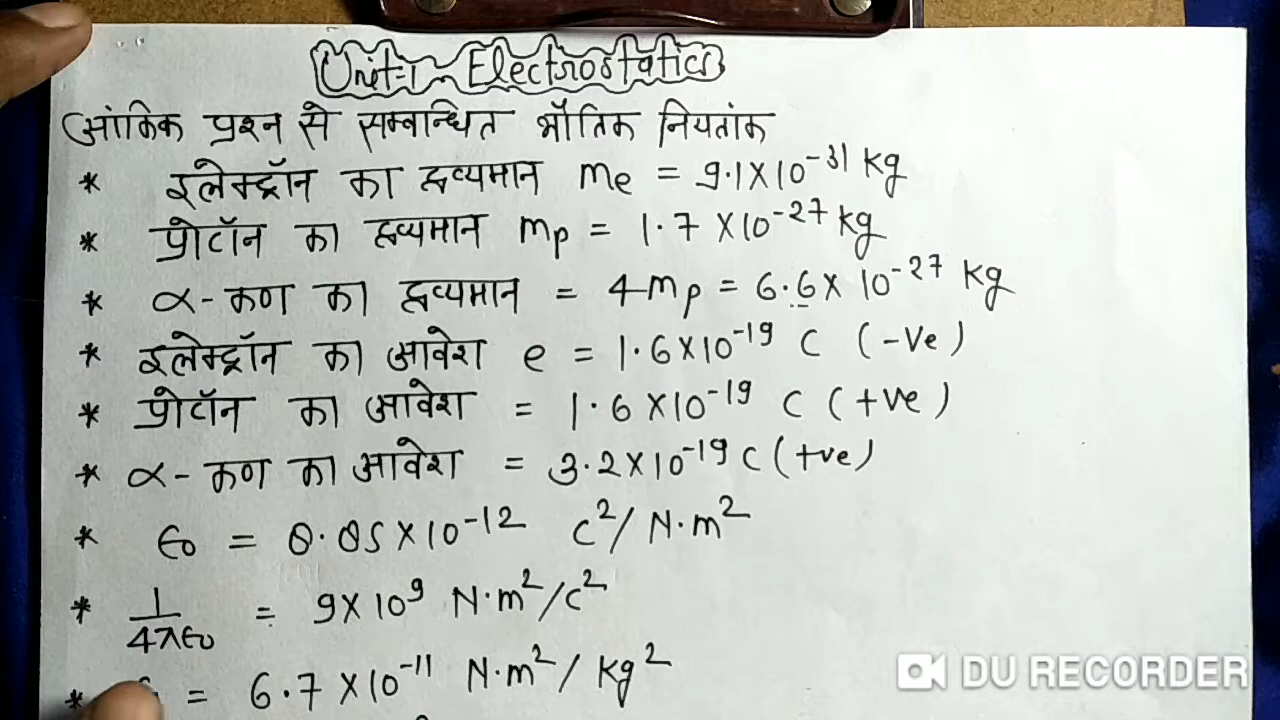 Unit-1 Electrostatics
आंकिक प्रश्न से सम्बन्धित भौतिक नियतांक
* इलेक्ट्रॉन का द्रव्यमान me = 9.1×10⁻³¹ kg
* प्रोटॉन का द्रव्यमान mp = 1.7 ×10⁻²⁷ kg
* α- कण का द्रव्यमान = 4mp = 6.6× 10⁻²⁷ kg
* इलेक्ट्रॉन का आवेश e = 1.6×10⁻¹⁹ C (-ve)
* प्रोटॉन का आवेश = 1.6 ×10⁻¹⁹ C (+ve)
* α- कण का आवेश = 3.2×10⁻¹⁹ C (+ve)
* ϵ₀ = 8.85×10⁻¹² C²/N.m²
* 1/4πϵ₀ = 9×10⁹ N.m²/C²
* = 6.7 ×10⁻¹¹ N.m²/ kg²
DU RECORDER